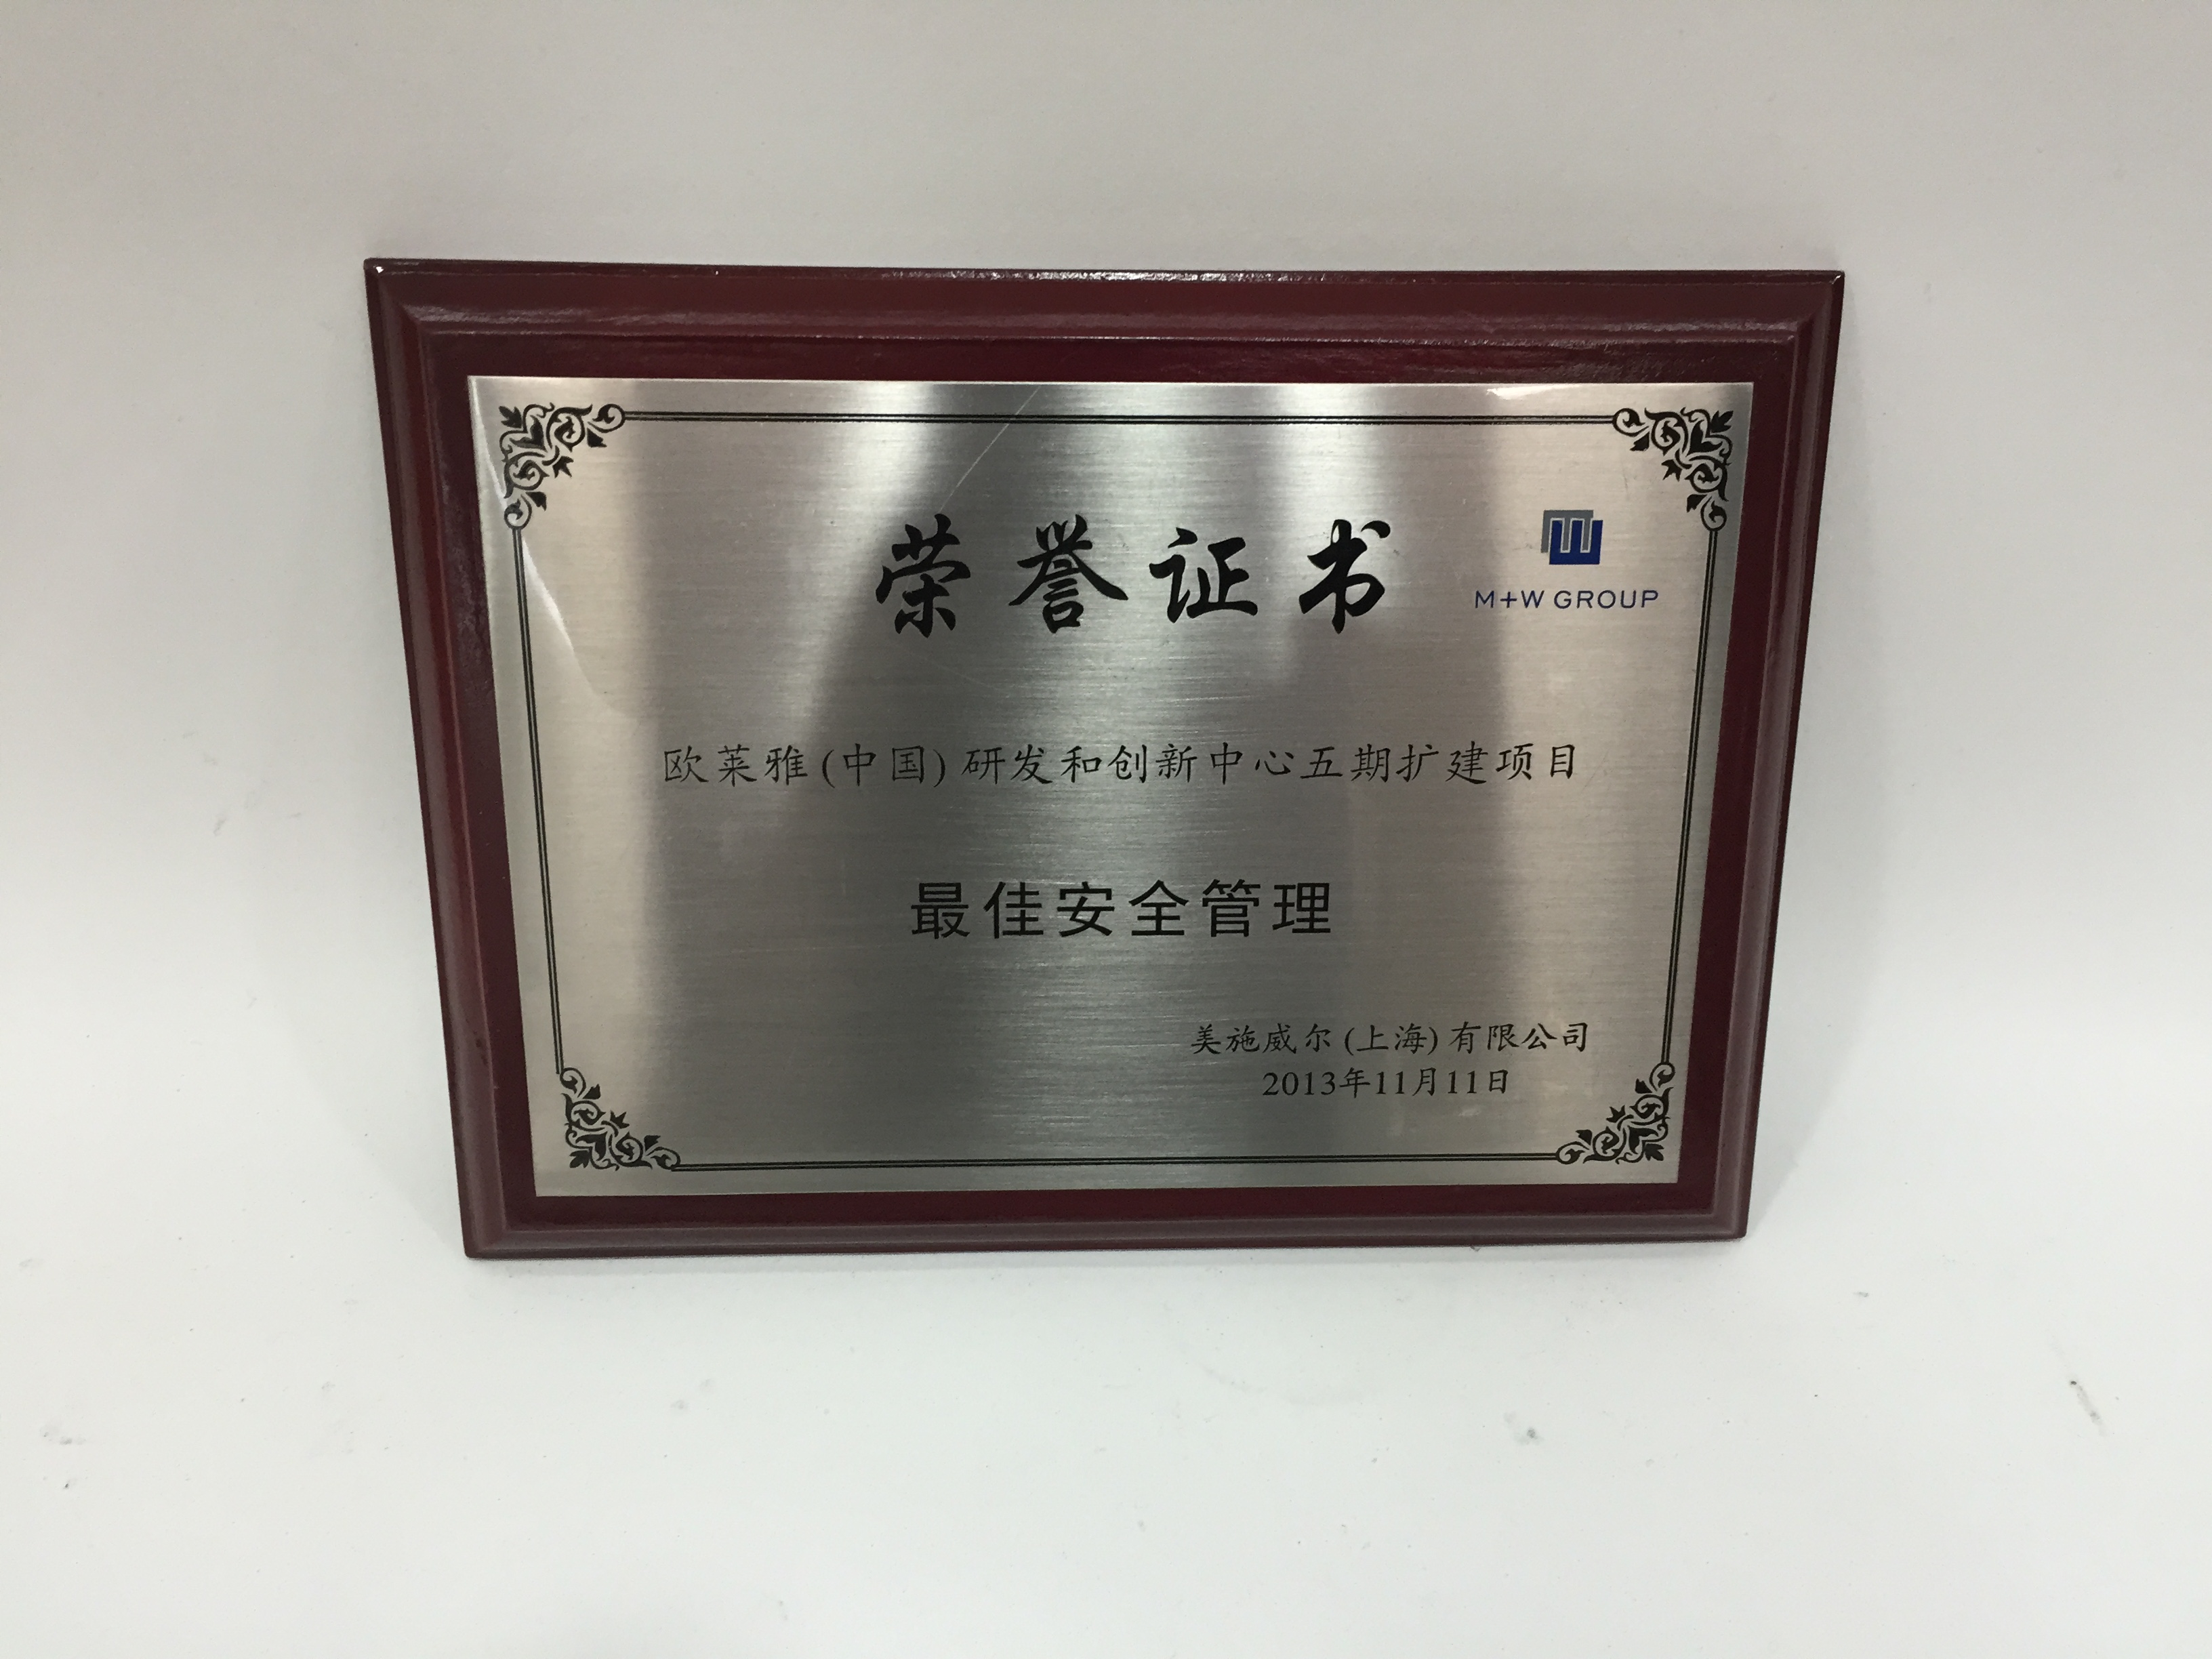 荣誉证书
M+W GROUP
欧莱雅(中国)研发和创新中心五期扩建项目
最佳安全管理
美施威尔(上海)有限公司
2013年11月11日